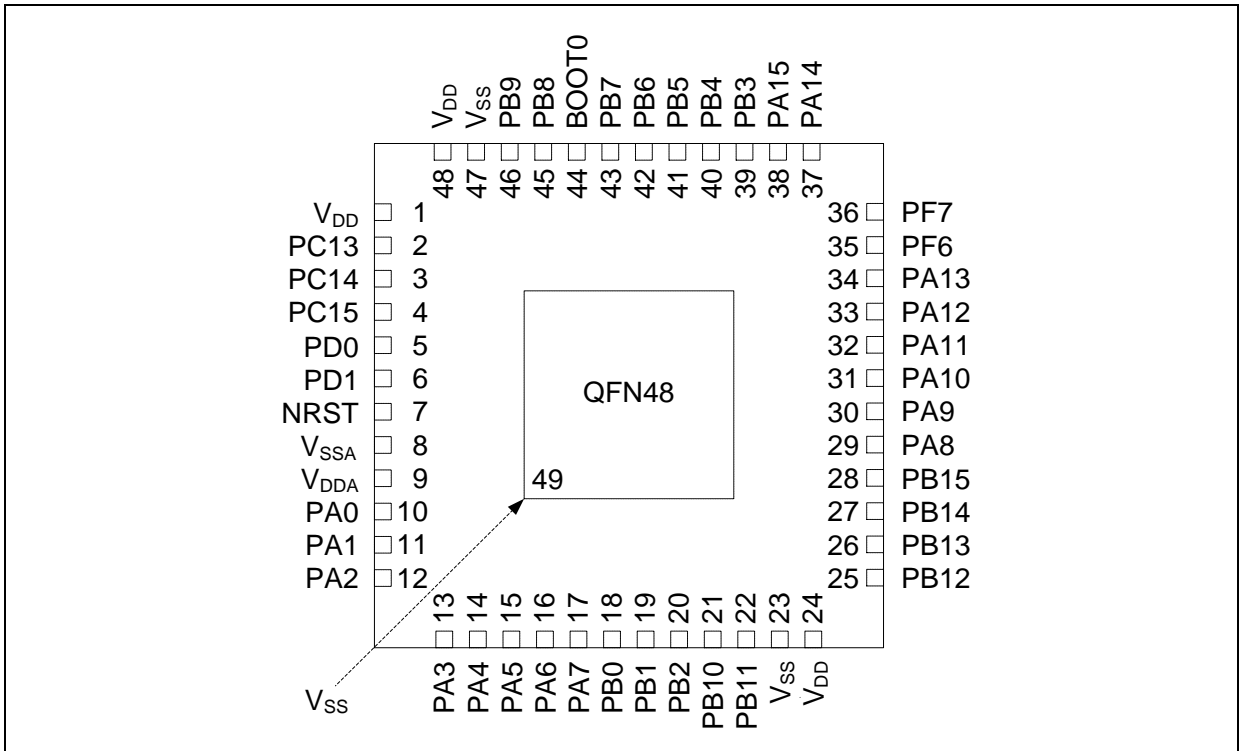 VDD
VSS
PB9
PB8
BOOT0
PB7
PB6
PB5
PB4
PB3
PA15
PA14
48
47
46
45
44
43
42
41
40
39
38
37
VDD 1
PC13 2
PC14 3
PC15 4
PD0 5
PD1 6
NRST 7
VSSA 8
VDDA 9
PA0 10
PA1 11
PA2 12
36 PF7
35 PF6
34 PA13
33 PA12
32 PA11
31 PA10
30 PA9
29 PA8
28 PB15
27 PB14
26 PB13
25 PB12
QFN48
49
13
14
15
16
17
18
19
20
21
22
23
24
PA3
PA4
PA5
PA6
PA7
PB0
PB1
PB2
PB10
PB11
VSS
VDD
VSS